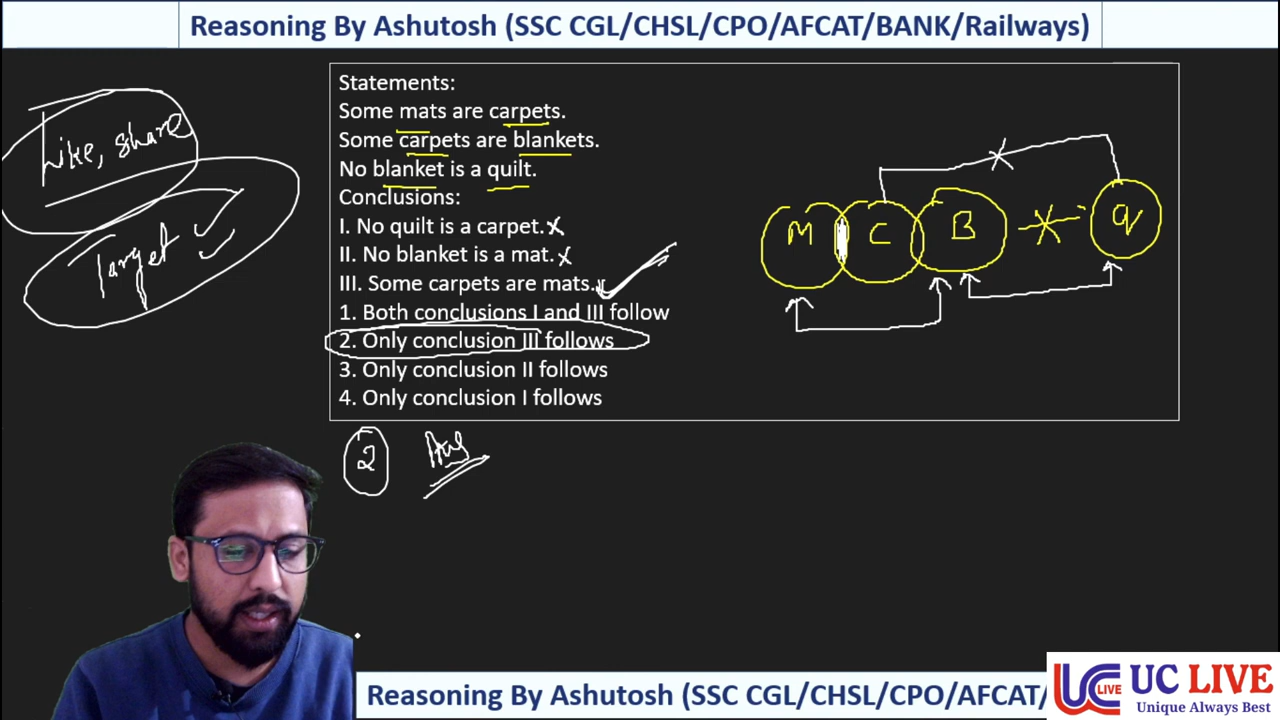 Reasoning By Ashutosh (SSC CGL/CHSL/CPO/AFCAT/BANK/Railways)
Like, share
Target
Statements:
Some mats are carpets.
Some carpets are blankets.
No blanket is a quilt.
Conclusions:
I. No quilt is a carpet.
II. No blanket is a mat.
III. Some carpets are mats.
1. Both conclusions I and III follow
2. Only conclusion III follows
3. Only conclusion II follows
4. Only conclusion I follows
M C B q
2 Ans
Reasoning By Ashutosh (SSC CGL/CHSL/CPO/AFCAT/
UC LIVE UC LIVE
Unique Always Best